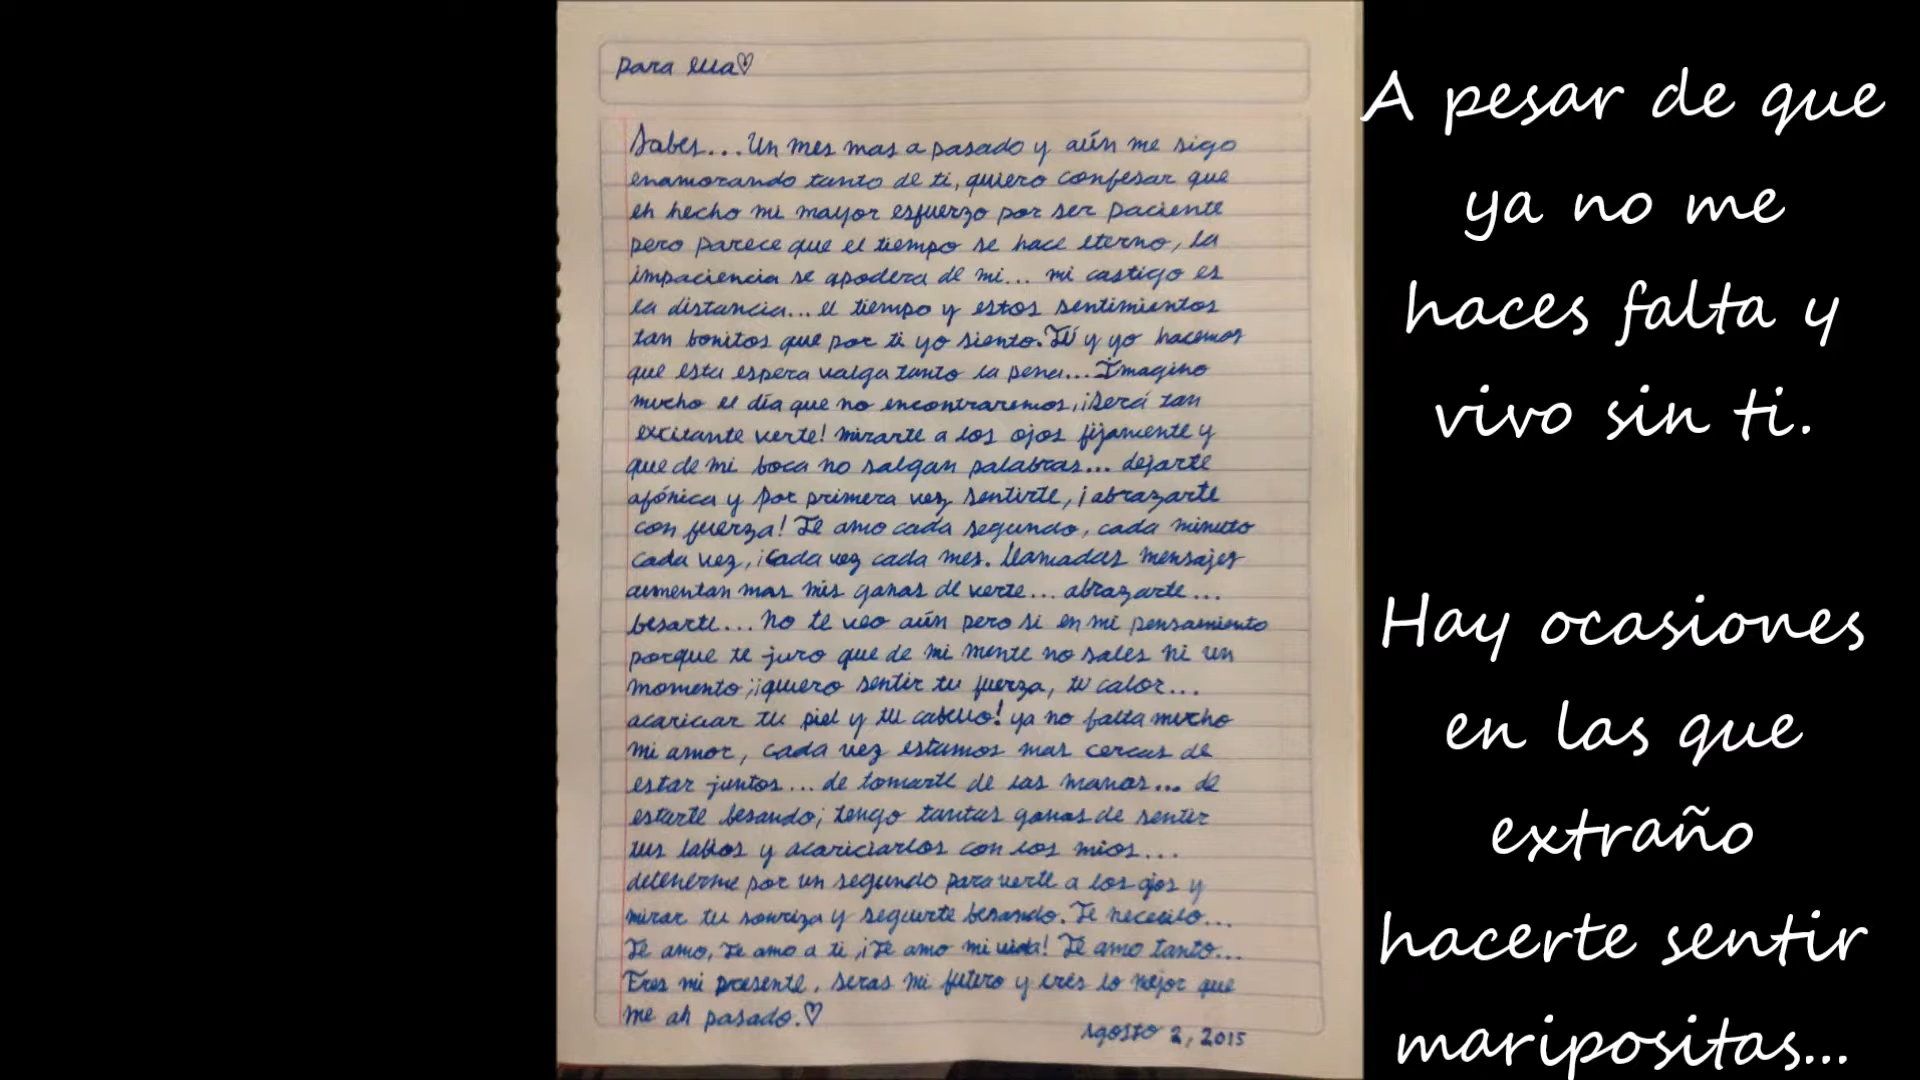 para ella♡
Sabes... Un mes mas a pasado y aún me sigo
enamorando tanto de ti, quiero confesar que
eh hecho mi mayor esfuerzo por ser paciente
pero parece que el tiempo se hace eterno, la
impaciencia se apodera de mi... mi castigo es
la distancia... el tiempo y estos sentimientos
tan bonitos que por ti yo siento. Tú y yo hacemos
que esta espera valga tanto la pena... Imagino
mucho el día que no encontraremos, ¡Será tan
excitante verte! mirarte a los ojos fijamente y
que de mi boca no salgan palabras... dejarte
afónica y por primera vez sentirte, ¡abrazarte
con fuerza! Te amo cada segundo, cada minuto
cada vez, ¡Cada vez cada mes. Llamadas mensajes
aumentan mas mis ganas de verte... abrazarte...
besarte... No te veo aún pero si en mi pensamiento
porque te juro que de mi mente no sales ni un
momento; ¡quiero sentir tu fuerza, tu calor...
acariciar tu piel y tu cabello! ya no falta mucho
mi amor, cada vez estamos mas cercas de
estar juntos... de tomarte de las manos... de
estarte besando; tengo tantas ganas de sentir
tus labios y acariciarlos con los mios...
detenerme por un segundo para verte a los ojos y
mirar tu sonriza y seguirte besando. Te necesito...
Te amo, Te amo a ti, ¡Te amo mi vida! Te amo tanto...
Eres mi presente, seras mi futuro y eres lo mejor que
me ah pasado.♡
Agosto 2, 2015
A pesar de que
ya no me
haces falta y
vivo sin ti.
Hay ocasiones
en las que
extraño
hacerte sentir
maripositas...